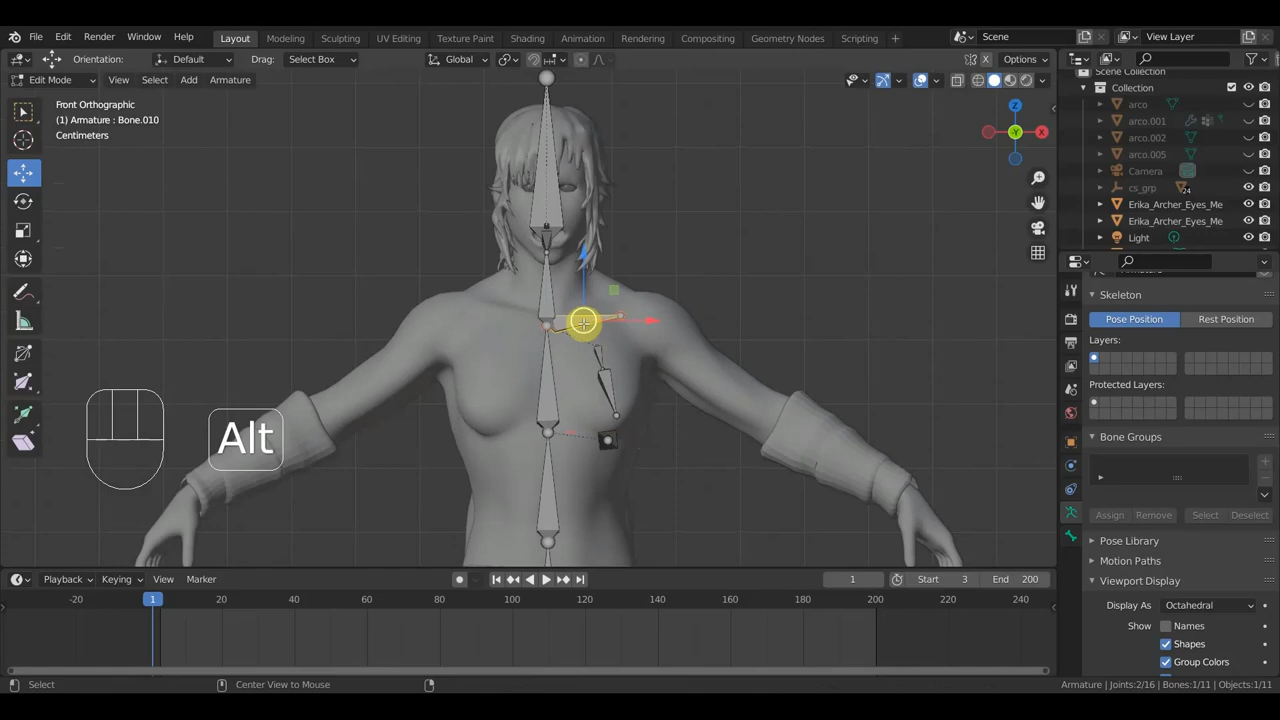 File Edit Render Window Help Layout Modeling Sculpting UV Editing Texture Paint Shading Animation Rendering Compositing Geometry Nodes Scripting + Scene View Layer
Orientation: Default Drag: Select Box Global X Options
Edit Mode View Select Add Armature
Front Orthographic
(1) Armature : Bone.010
Centimeters
Z
Y
X
Scene Collection
Collection
arco
arco.001
arco.002
arco.005
Camera
cs_grp 24
Erika_Archer_Eyes_Me
Erika_Archer_Eyes_Me
Light
Skeleton
Pose Position Rest Position
Layers:
Protected Layers:
Bone Groups
Assign Remove Select Deselect
Pose Library
Motion Paths
Viewport Display
Display As Octahedral
Show Names
Shapes
Group Colors
Alt
Playback Keying View Marker 1 Start 3 End 200
-20 1 20 40 60 80 100 120 140 160 180 200 220 240
Select Center View to Mouse Armature | Joints:2/16 | Bones:1/11 | Objects:1/11